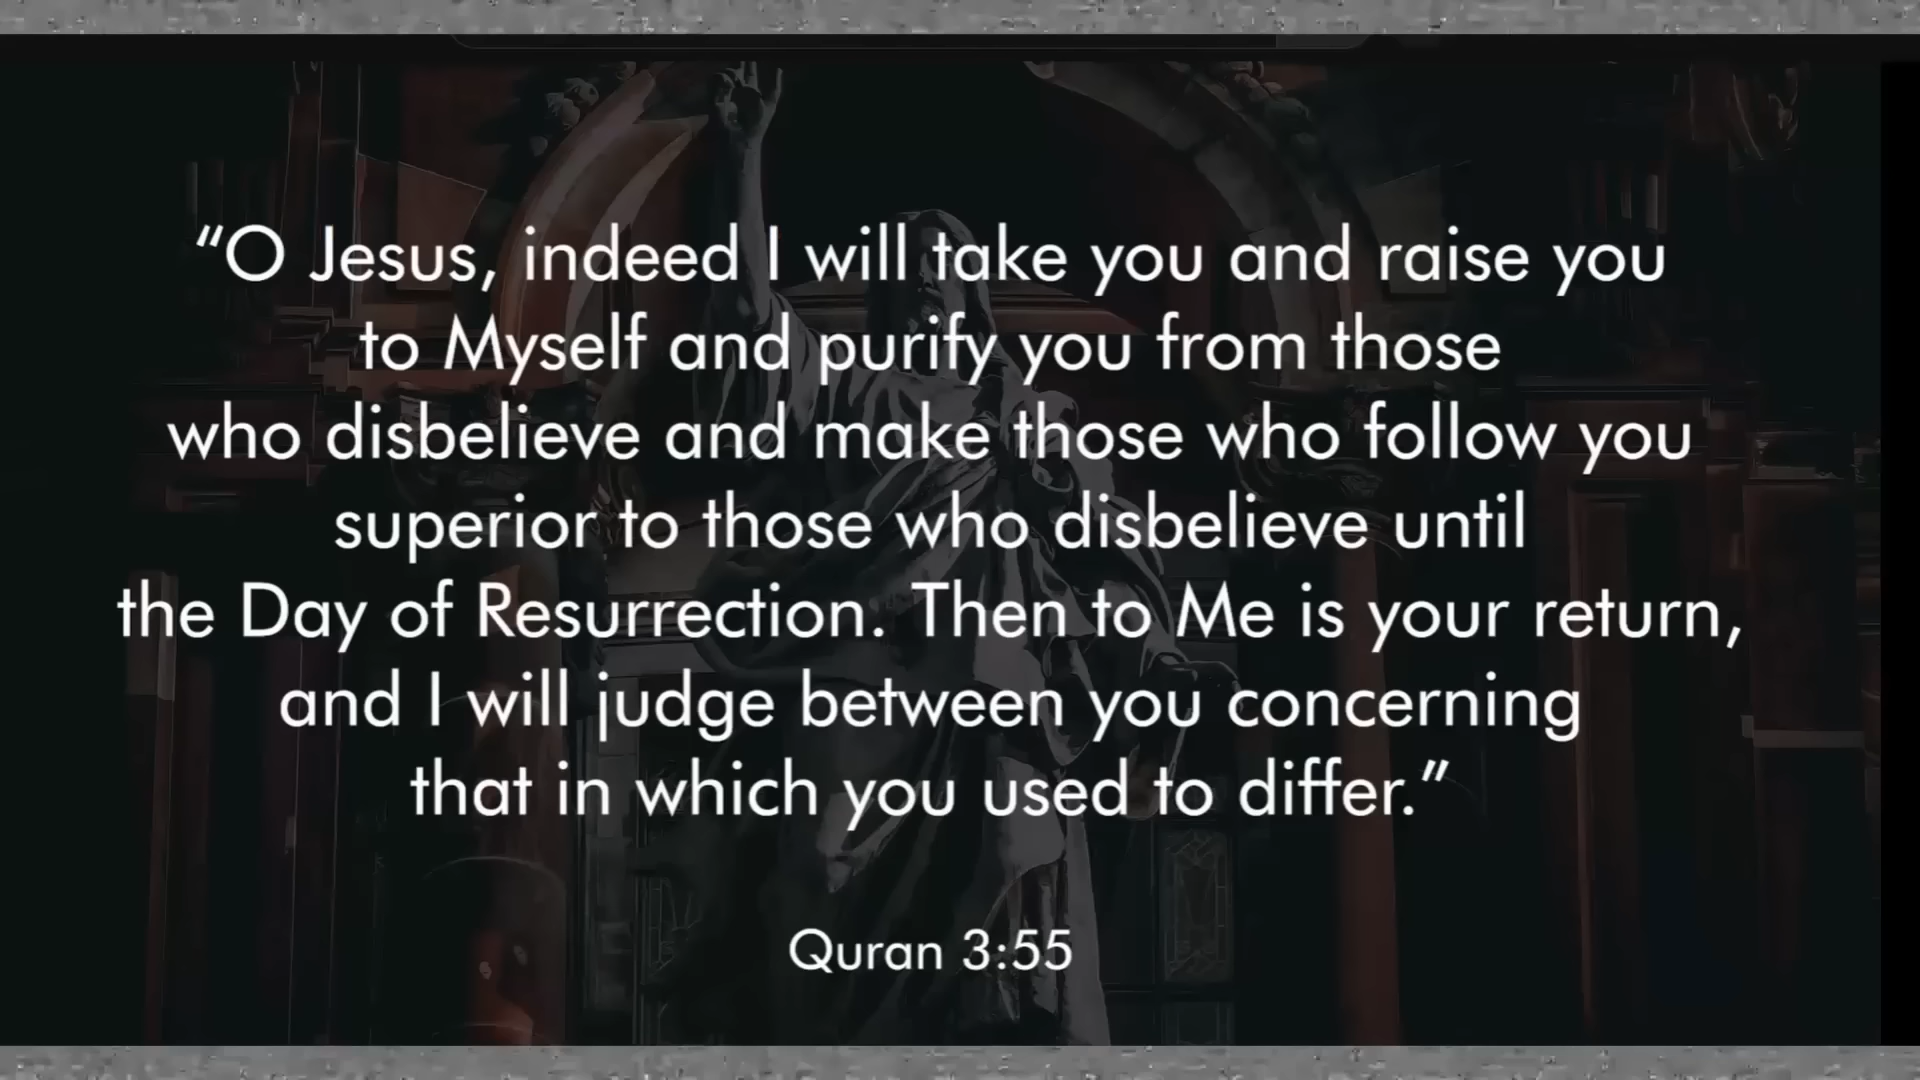 “O Jesus, indeed I will take you and raise you
to Myself and purify you from those
who disbelieve and make those who follow you
superior to those who disbelieve until
the Day of Resurrection. Then to Me is your return,
and I will judge between you concerning
that in which you used to differ.”
Quran 3:55